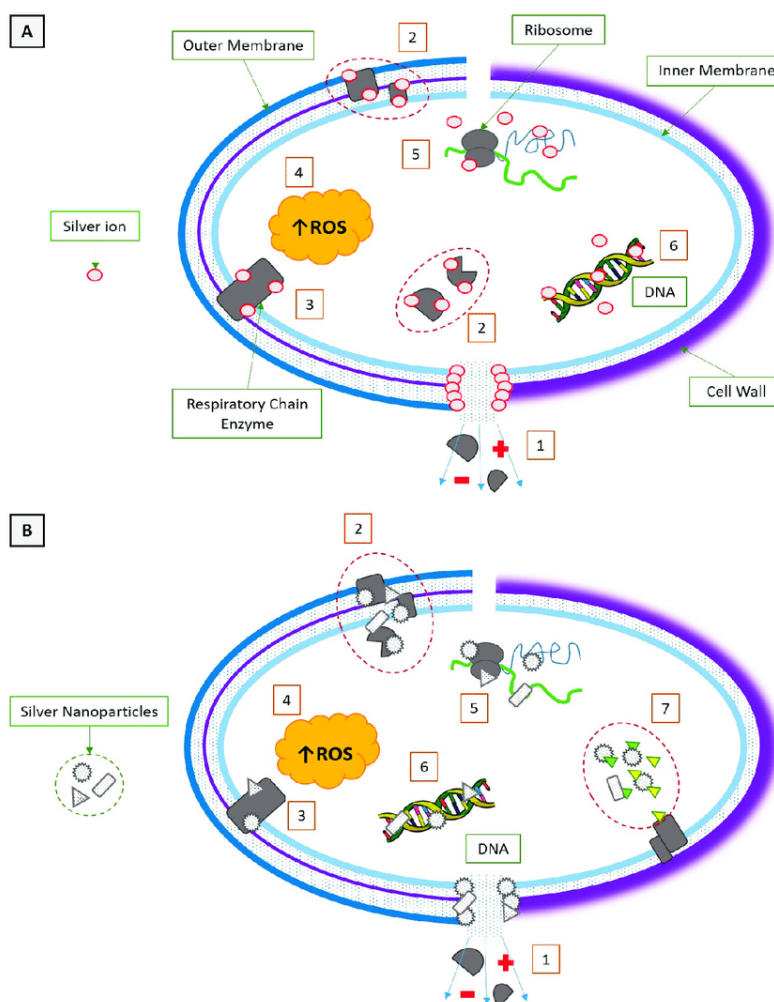 A
Outer Membrane
2
Ribosome
Inner Membrane
5
4
↑ROS
Silver ion
6
DNA
3
2
Respiratory Chain
Enzyme
Cell Wall
1
B
2
Silver Nanoparticles
4
5
7
↑ROS
6
3
DNA
1